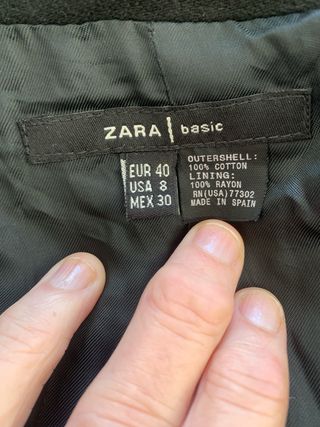 ZARA | basic
EUR 40
USA 8
MEX 30
OUTERSHELL:
100% COTTON
LINING:
100% RAYON
RN(USA)77302
MADE IN SPAIN